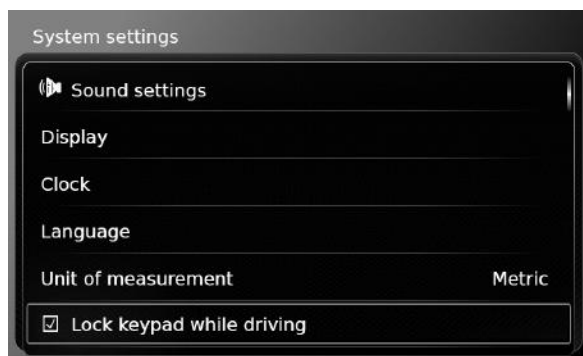 System settings
Sound settings
Display
Clock
Language
Unit of measurement Metric
Lock keypad while driving